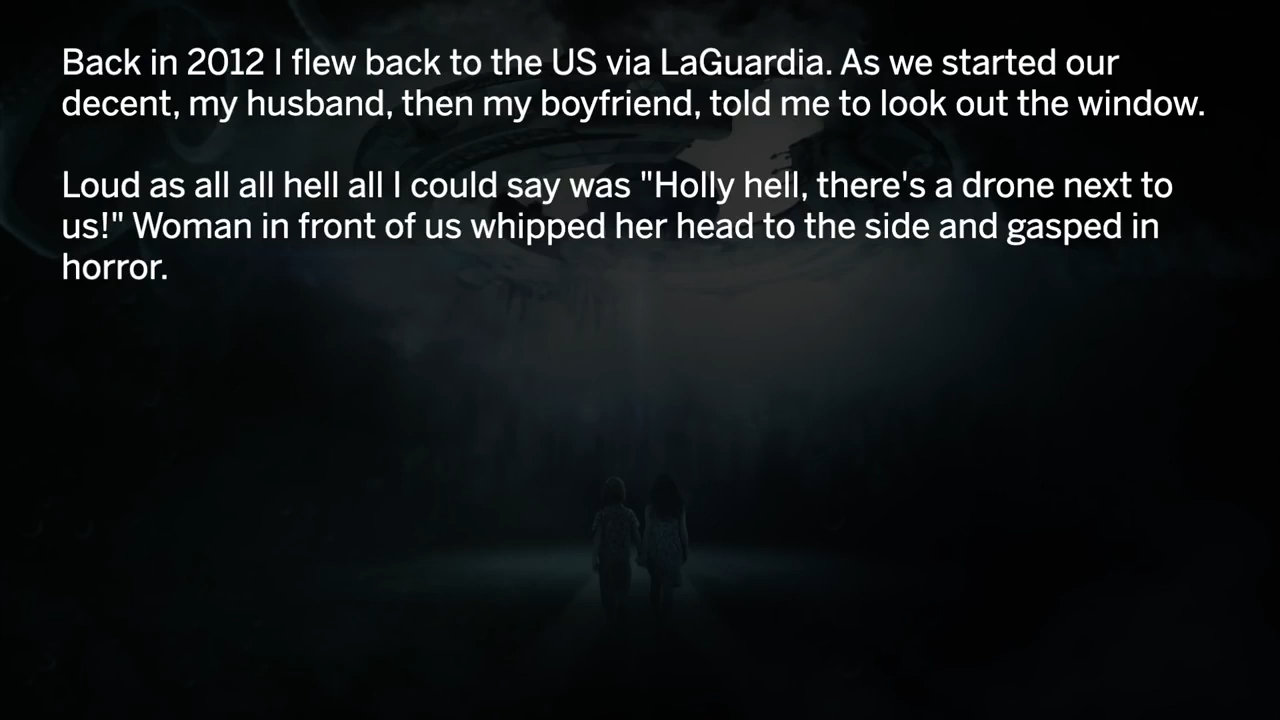 Back in 2012 I flew back to the US via LaGuardia. As we started our
decent, my husband, then my boyfriend, told me to look out the window.
Loud as all all hell all I could say was "Holly hell, there's a drone next to
us!" Woman in front of us whipped her head to the side and gasped in
horror.